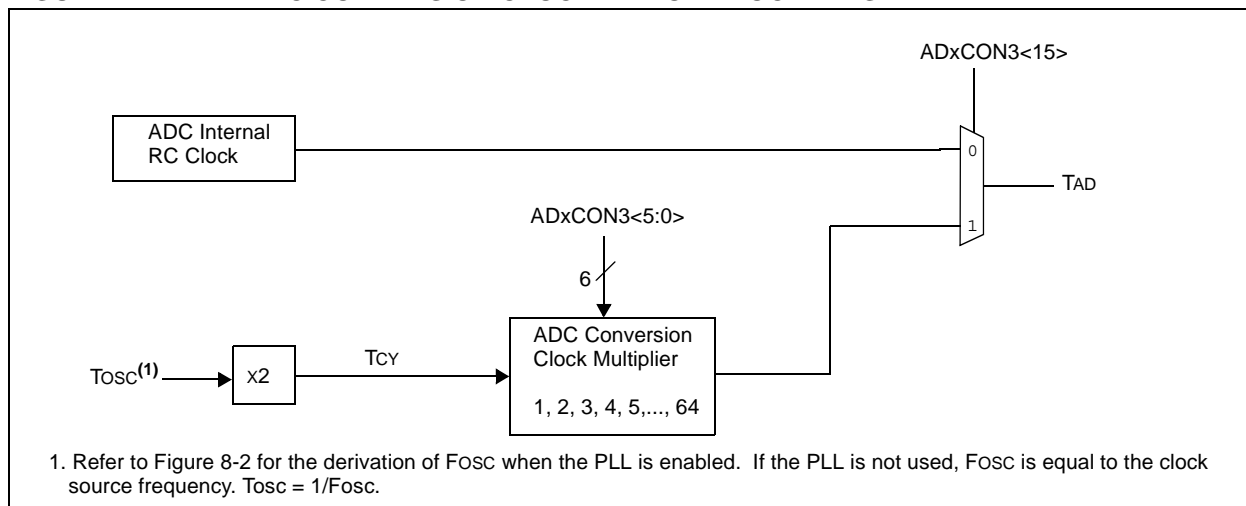 ADxCON3<15>
ADC Internal
RC Clock
0
TAD
ADxCON3<5:0>
1
6
ADC Conversion
Clock Multiplier
TOSC(1)
X2
TCY
1, 2, 3, 4, 5,..., 64
1. Refer to Figure 8-2 for the derivation of FOSC when the PLL is enabled. If the PLL is not used, FOSC is equal to the clock
source frequency. Tosc = 1/Fosc.